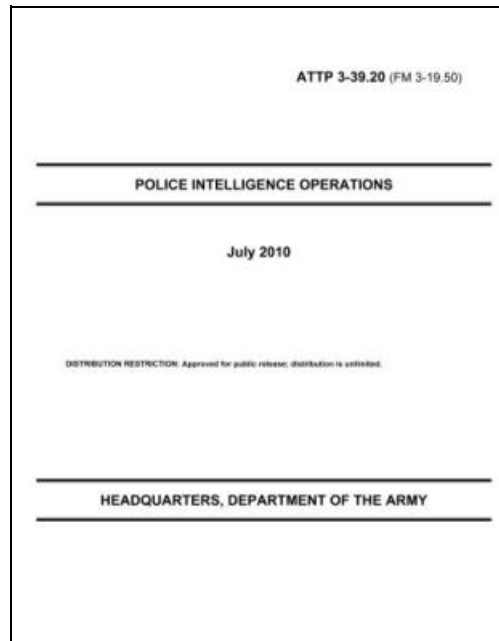 ATTP 3-39.20 (FM 3-19.50)
POLICE INTELLIGENCE OPERATIONS
July 2010
DISTRIBUTION RESTRICTION: Approved for public release; distribution is unlimited.
HEADQUARTERS, DEPARTMENT OF THE ARMY